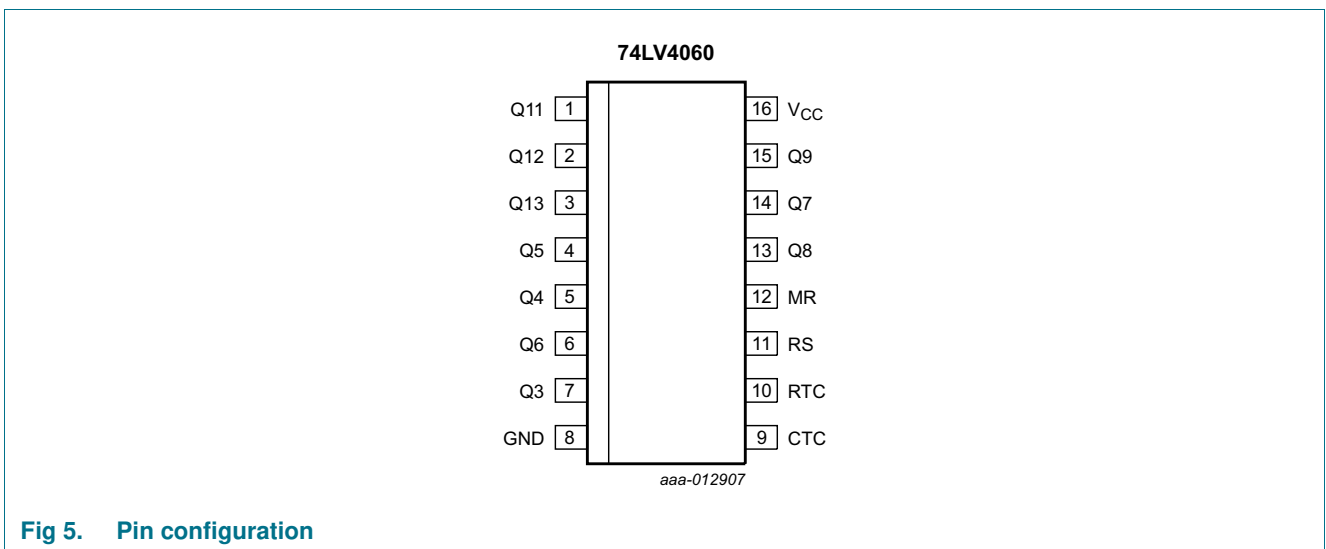 74LV4060
Q11 1 16 VCC
Q12 2 15 Q9
Q13 3 14 Q7
Q5 4 13 Q8
Q4 5 12 MR
Q6 6 11 RS
Q3 7 10 RTC
GND 8 9 CTC
aaa-012907
Fig 5. Pin configuration